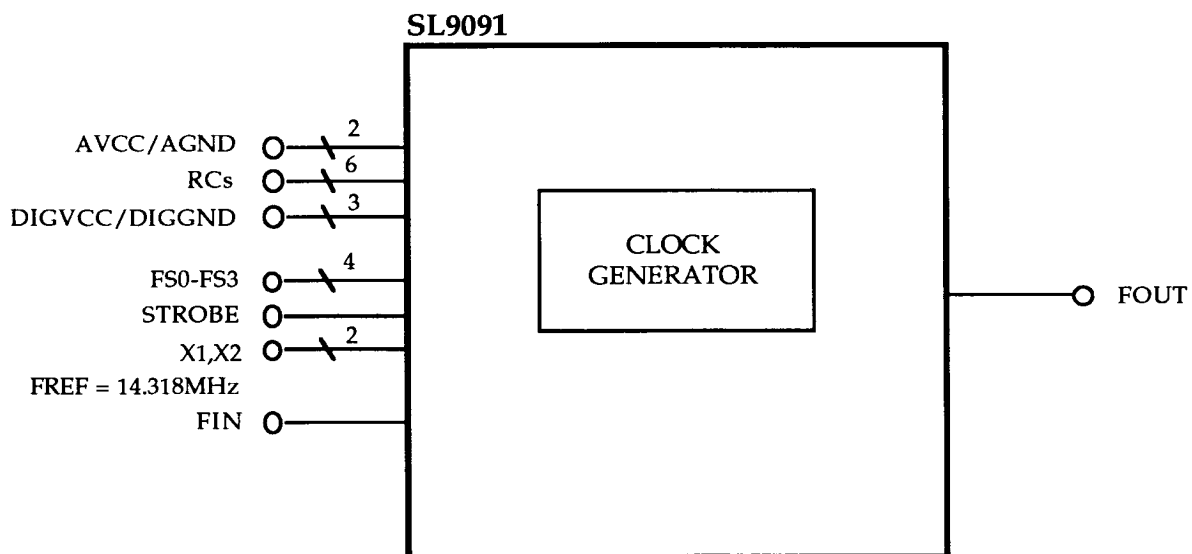 SL9091
AVCC/AGND 2
RCs 6
DIGVCC/DIGGND 3
FS0-FS3 4
STROBE
X1,X2 2
FREF = 14.318MHz
FIN
CLOCK
GENERATOR
FOUT